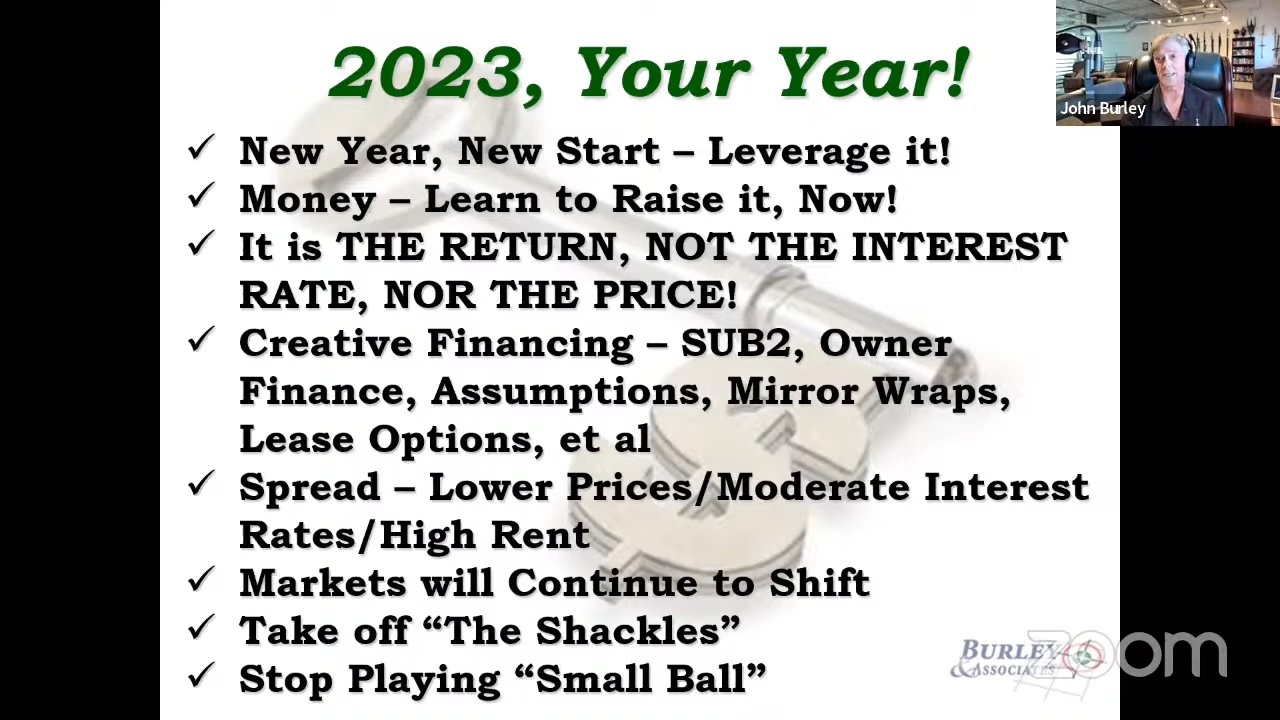 2023, Your Year!
John Burley
✓ New Year, New Start – Leverage it!
✓ Money – Learn to Raise it, Now!
✓ It is THE RETURN, NOT THE INTEREST
RATE, NOR THE PRICE!
✓ Creative Financing – SUB2, Owner
Finance, Assumptions, Mirror Wraps,
Lease Options, et al
✓ Spread – Lower Prices/Moderate Interest
Rates/High Rent
✓ Markets will Continue to Shift
✓ Take off “The Shackles”
✓ Stop Playing “Small Ball”
BURLEY
& ASSOCIATES
zoom